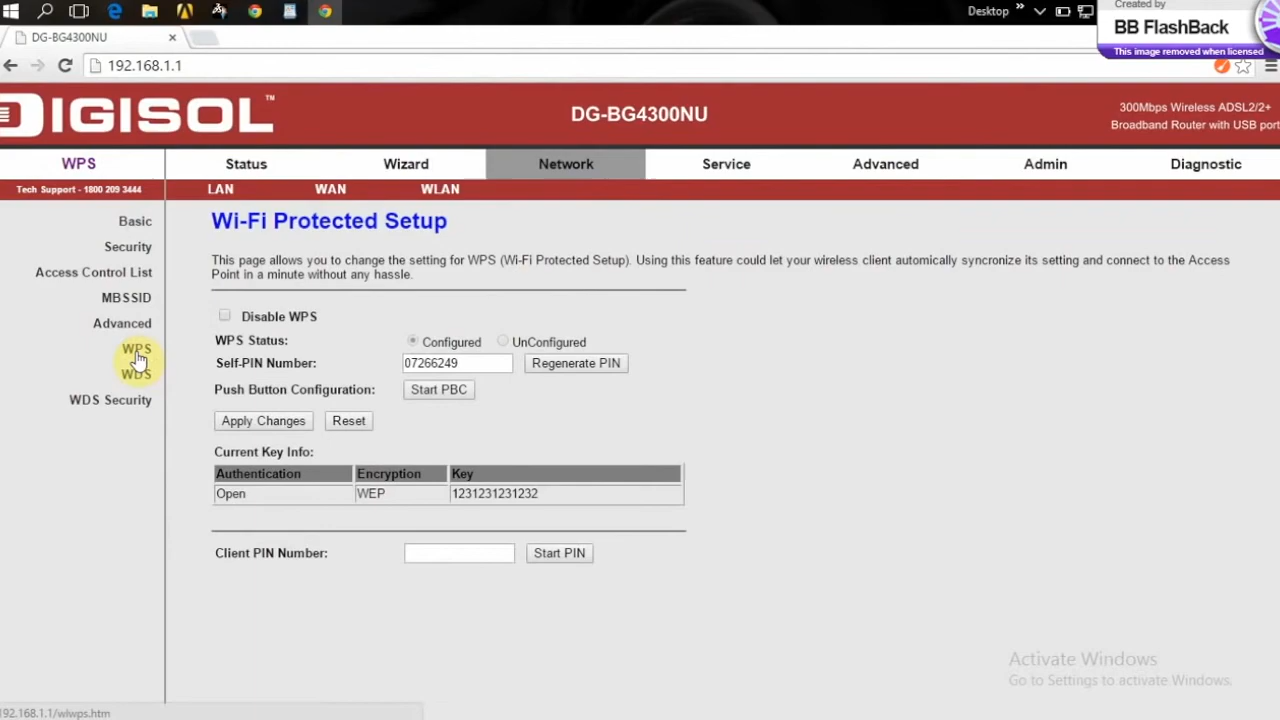 Desktop »
Created by
BB FlashBack
This image removed when licensed
DG-BG4300NU
192.168.1.1
DIGISOL™
DG-BG4300NU
300Mbps Wireless ADSL2/2+
Broadband Router with USB port
WPS Status Wizard Network Service Advanced Admin Diagnostic
Tech Support - 1800 209 3444 LAN WAN WLAN
Basic
Security
Access Control List
MBSSID
Advanced
WPS
WDS
WDS Security
Wi-Fi Protected Setup
This page allows you to change the setting for WPS (Wi-Fi Protected Setup). Using this feature could let your wireless client automically syncronize its setting and connect to the Access
Point in a minute without any hassle.
Disable WPS
WPS Status: Configured UnConfigured
Self-PIN Number: 07266249 Regenerate PIN
Push Button Configuration: Start PBC
Apply Changes Reset
Current Key Info:
Authentication Encryption Key
Open WEP 1231231231232
Client PIN Number: Start PIN
Activate Windows
Go to Settings to activate Windows.
192.168.1.1/wlwps.htm